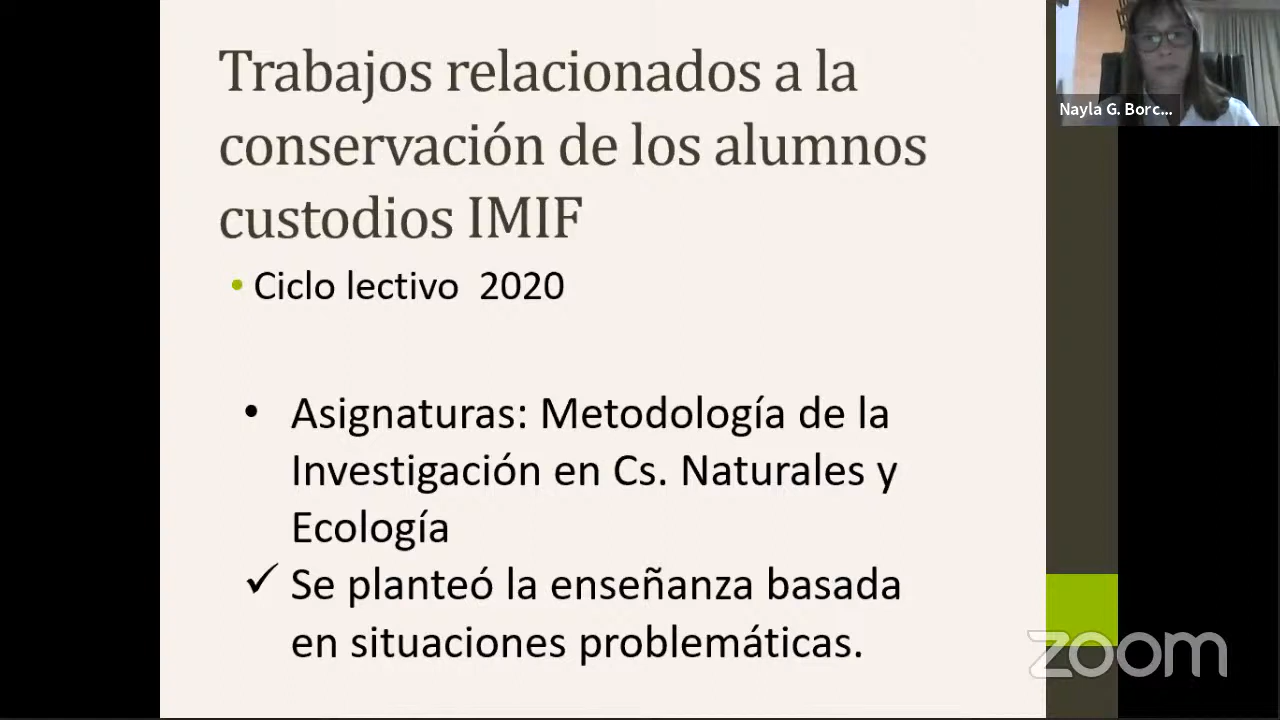 Trabajos relacionados a la
conservación de los alumnos
custodios IMIF
• Ciclo lectivo 2020
• Asignaturas: Metodología de la
Investigación en Cs. Naturales y
Ecología
✓ Se planteó la enseñanza basada
en situaciones problemáticas.
Nayla G. Borc...
zoom